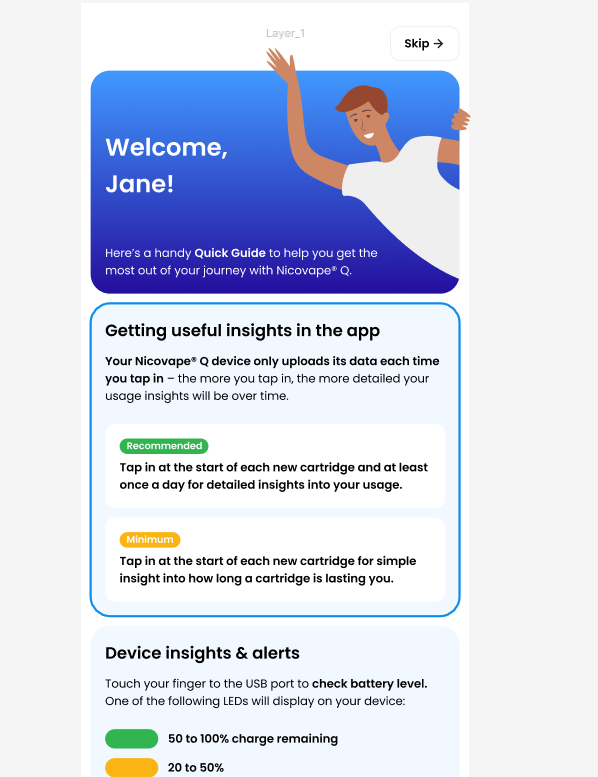 Layer_1
Skip →
Welcome,
Jane!
Here's a handy Quick Guide to help you get the
most out of your journey with Nicovape® Q.
Getting useful insights in the app
Your Nicovape® Q device only uploads its data each time
you tap in – the more you tap in, the more detailed your
usage insights will be over time.
Recommended
Tap in at the start of each new cartridge and at least
once a day for detailed insights into your usage.
Minimum
Tap in at the start of each new cartridge for simple
insight into how long a cartridge is lasting you.
Device insights & alerts
Touch your finger to the USB port to check battery level.
One of the following LEDs will display on your device:
50 to 100% charge remaining
20 to 50%